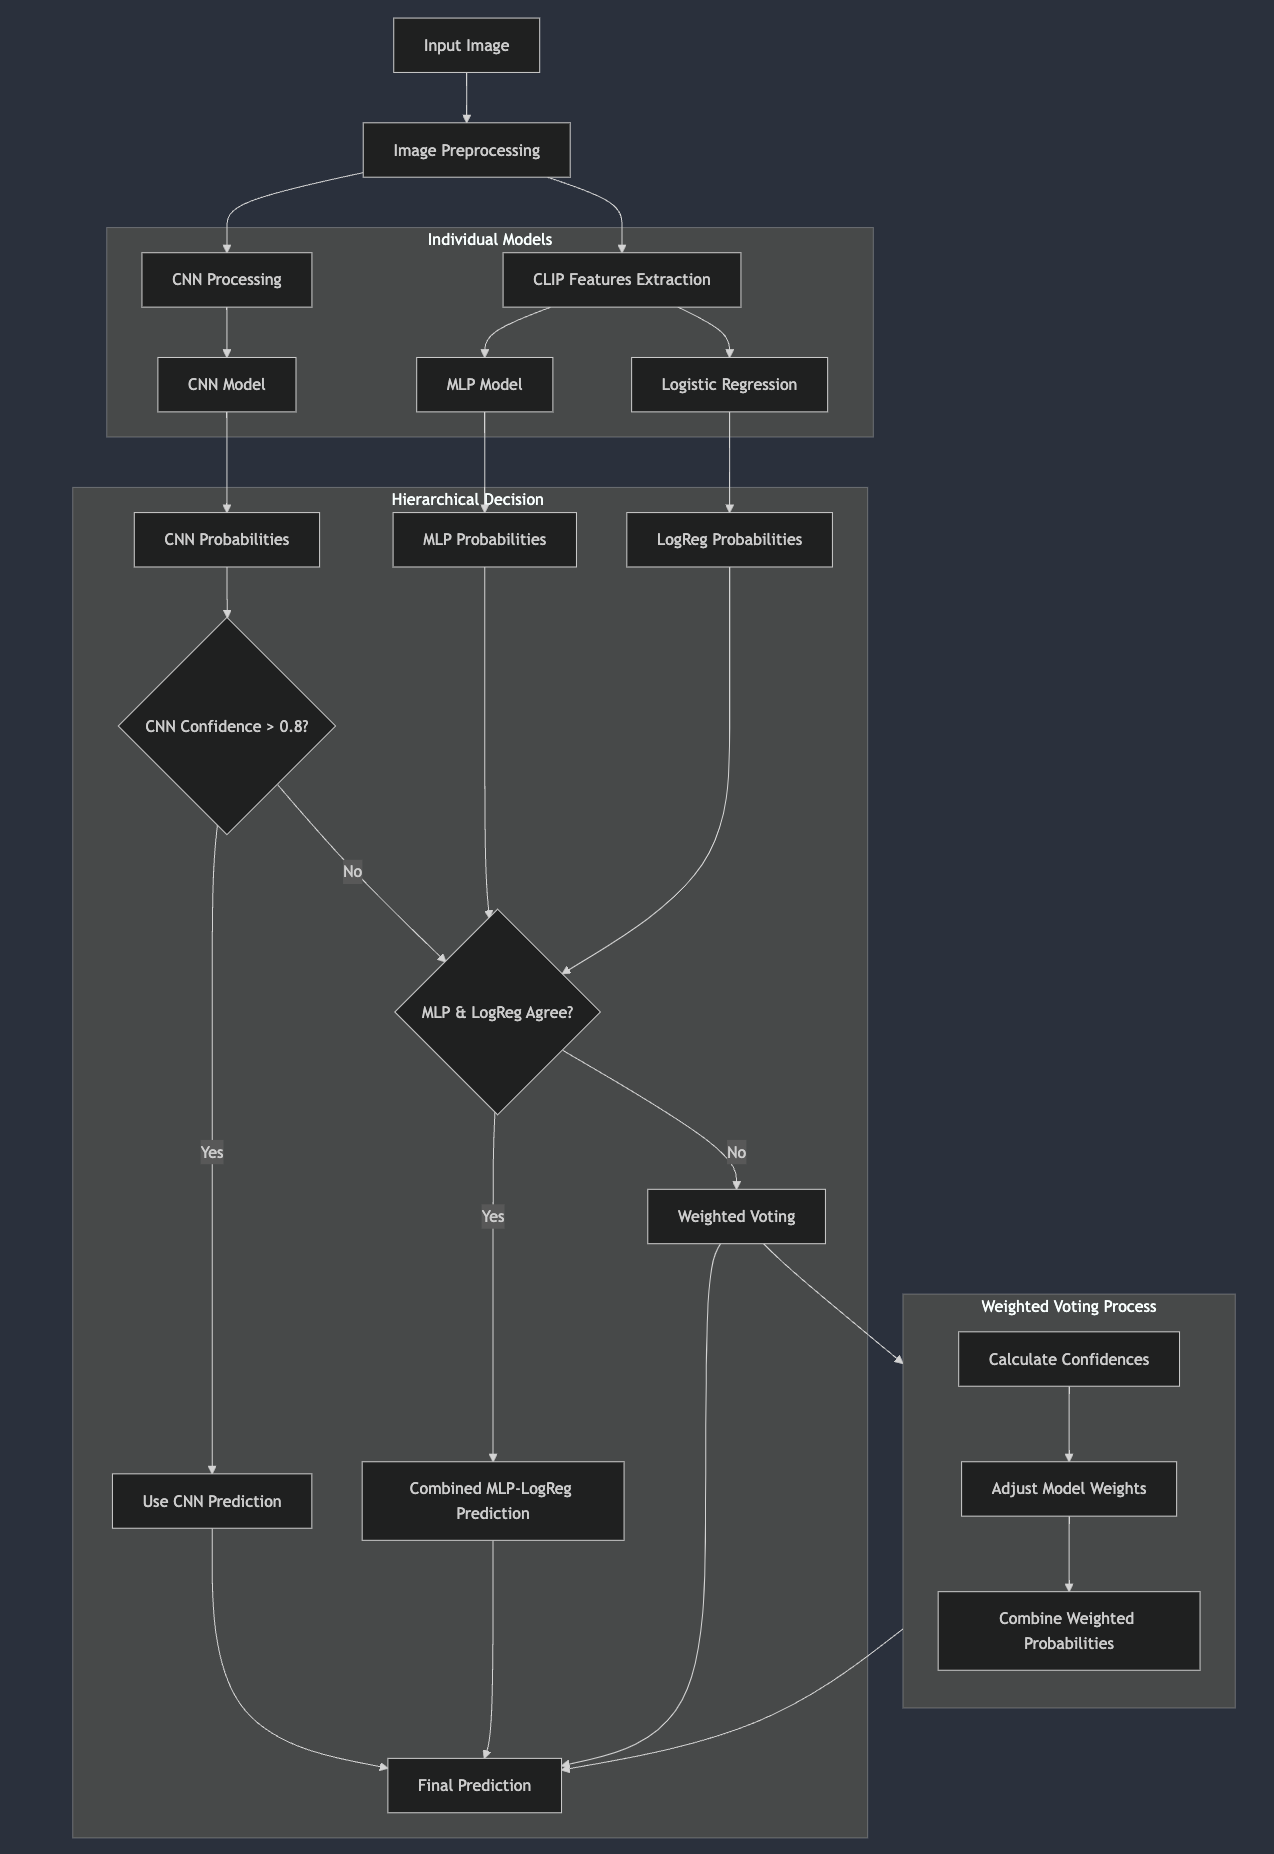 Input Image
Image Preprocessing
Individual Models
CNN Processing
CLIP Features Extraction
CNN Model
MLP Model
Logistic Regression
Hierarchical Decision
CNN Probabilities
MLP Probabilities
LogReg Probabilities
CNN Confidence > 0.8?
No
MLP & LogReg Agree?
Yes
No
Yes
Weighted Voting
Weighted Voting Process
Calculate Confidences
Adjust Model Weights
Use CNN Prediction
Combined MLP-LogReg
Prediction
Combine Weighted
Probabilities
Final Prediction